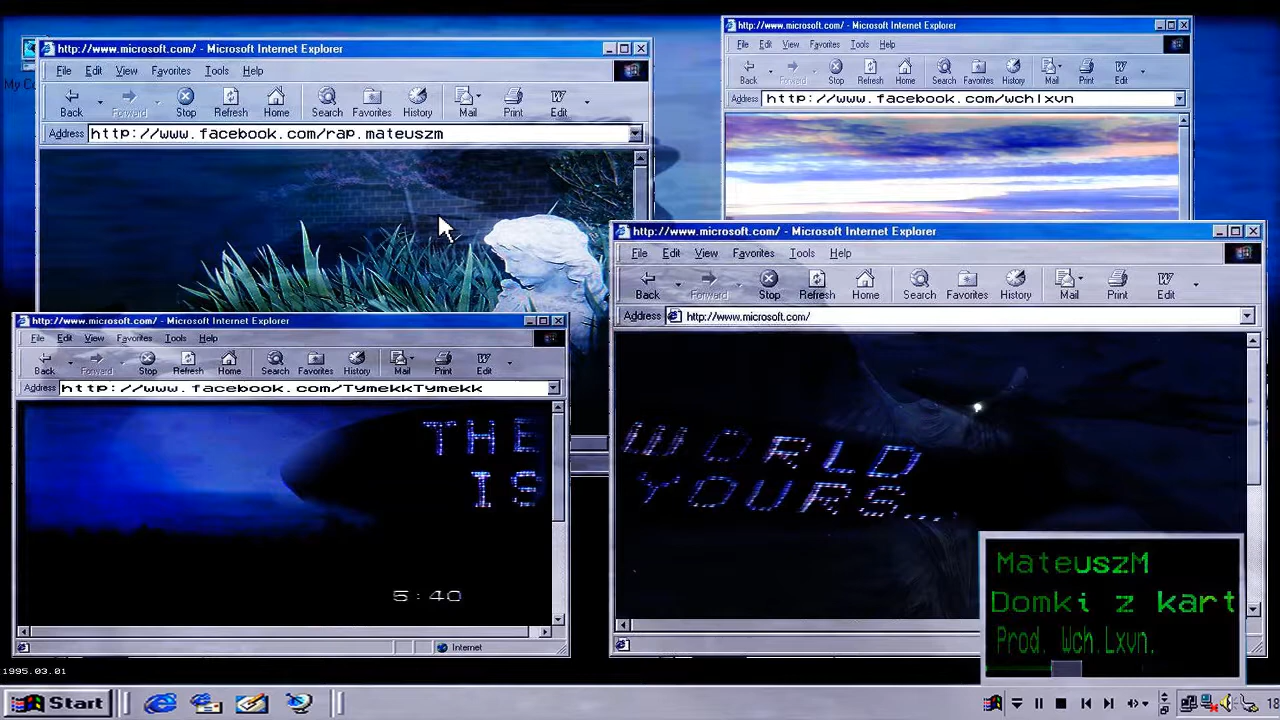 My Co
http://www.microsoft.com/ - Microsoft Internet Explorer
File Edit View Favorites Tools Help
Back Forward Stop Refresh Home Search Favorites History Mail Print Edit
Address http://www.facebook.com/rap.mateuszm
http://www.microsoft.com/ - Microsoft Internet Explorer
File Edit View Favorites Tools Help
Back Forward Stop Refresh Home Search Favorites History Mail Print Edit
Address http://www.facebook.com/wchlxvn
http://www.microsoft.com/ - Microsoft Internet Explorer
File Edit View Favorites Tools Help
Back Forward Stop Refresh Home Search Favorites History Mail Print Edit
Address http://www.microsoft.com/
http://www.microsoft.com/ - Microsoft Internet Explorer
File Edit View Favorites Tools Help
Back Forward Stop Refresh Home Search Favorites History Mail Print Edit
Address http://www.facebook.com/TymekkTymekk
THE WORLD
IS YOURS...
5:40
Internet
MateuszM
Domki z kart
Prod. Wch.Lxvn.
1995.03.01
Start
18